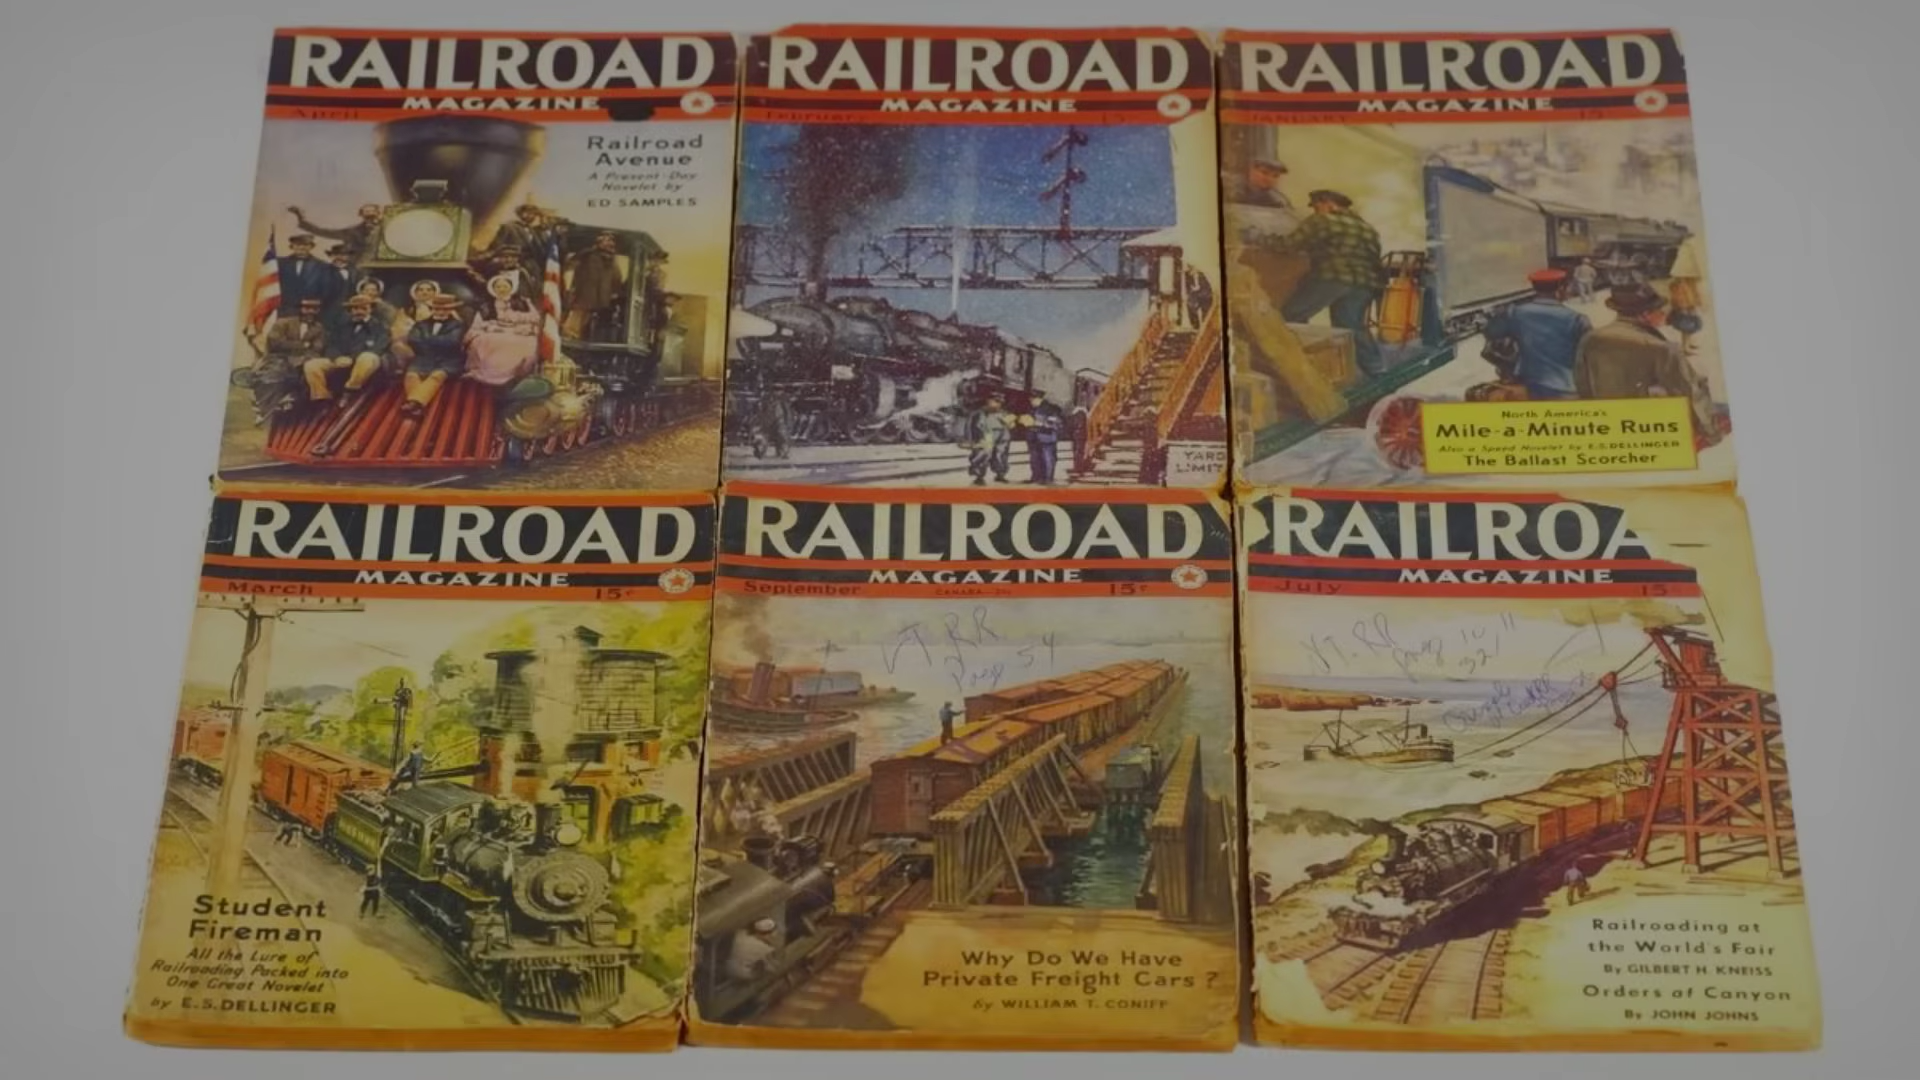 RAILROAD
MAGAZINE
April
Railroad
Avenue
A Present-Day
Novelet by
ED SAMPLES
RAILROAD
MAGAZINE
February 15
YARD
LIMIT
RAILROAD
MAGAZINE
JANUARY 15
North America's
Mile-a-Minute Runs
Also a Speed Novelet by E.S. DELLINGER
The Ballast Scorcher
RAILROAD
MAGAZINE
March 15¢
Student
Fireman
All the Lure of
Railroading Packed into
One Great Novelet
by E.S. DELLINGER
RAILROAD
MAGAZINE
September CANADA 15¢
RR
54
Why Do We Have
Private Freight Cars?
by WILLIAM T. CONIFF
RAILROA
MAGAZINE
July 15
Railroading at
the World's Fair
By GILBERT H. KNEISS
Orders at Canyon
By JOHN JOHNS